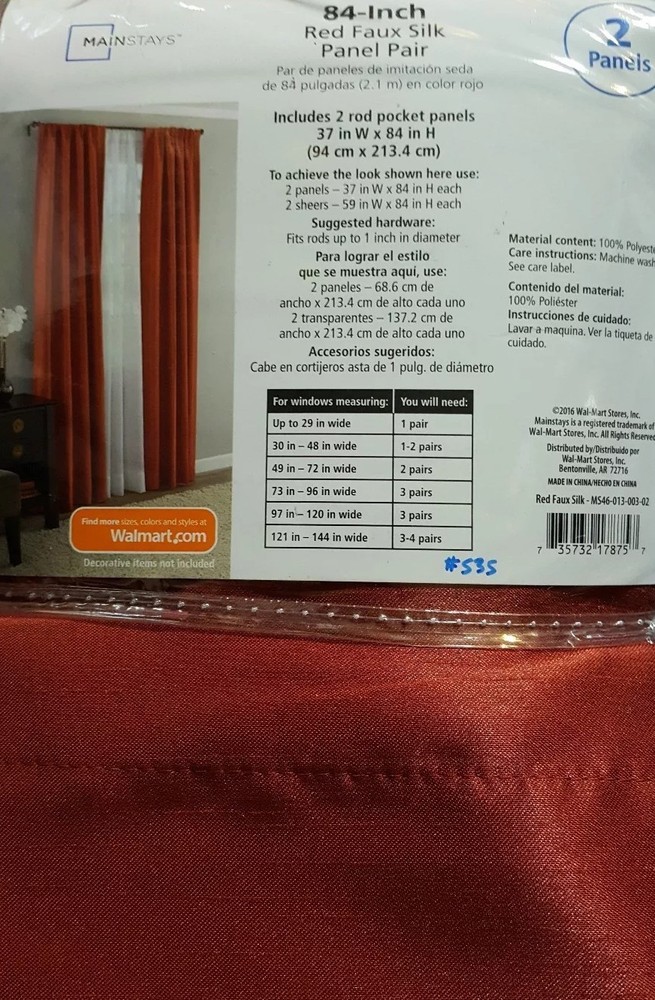 MAINSTAYS™
84-Inch
Red Faux Silk
Panel Pair
Par de paneles de imitación seda
de 84 pulgadas (2.1 m) en color rojo
2
Panels
Includes 2 rod pocket panels
37 in W x 84 in H
(94 cm x 213.4 cm)
To achieve the look shown here use:
2 panels – 37 in W x 84 in H each
2 sheers – 59 in W x 84 in H each
Suggested hardware:
Fits rods up to 1 inch in diameter
Para lograr el estilo
que se muestra aquí, use:
2 paneles – 68.6 cm de
ancho x 213.4 cm de alto cada uno
2 transparentes – 137.2 cm de
ancho x 213.4 cm de alto cada uno
Accesorios sugeridos:
Cabe en cortijeros asta de 1 pulg. de diámetro
For windows measuring: You will need:
Up to 29 in wide 1 pair
30 in – 48 in wide 1-2 pairs
49 in – 72 in wide 2 pairs
73 in – 96 in wide 3 pairs
97 in – 120 in wide 3 pairs
121 in – 144 in wide 3-4 pairs
#535
Material content: 100% Polyeste
Care instructions: Machine wash
See care label.
Contenido del material:
100% Poliéster
Instrucciones de cuidado:
Lavar a maquina. Ver la tiqueta de
cuidado.
©2016 Wal-Mart Stores, Inc.
Mainstays is a registered trademark of
Wal-Mart Stores, Inc. All Rights Reserved
Distributed by/Distribuido por
Wal-Mart Stores, Inc.
Bentonville, AR 72716
MADE IN CHINA/HECHO EN CHINA
Red Faux Silk - MS46-013-003-02
7 35732 17875 7
Find more sizes, colors and styles at
Walmart.com
Decorative items not included